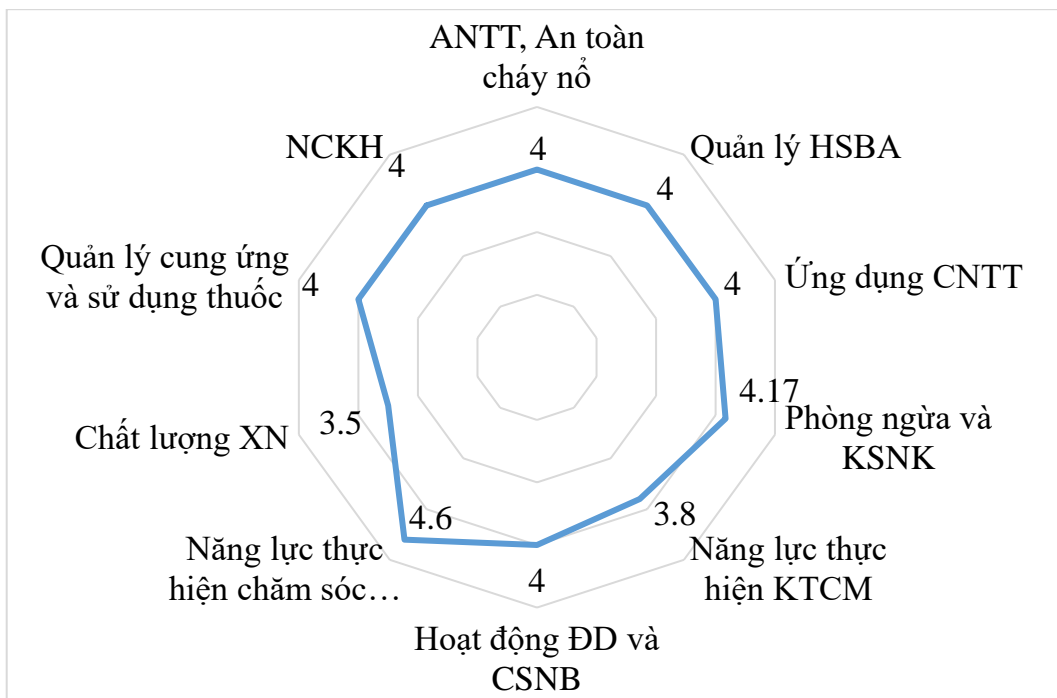 ANTT, An toàn
cháy nổ
4
Quản lý HSBA
4
Ứng dụng CNTT
4
Phòng ngừa và
KSNK
4.17
Năng lực thực
hiện KTCM
3.8
Hoạt động ĐD và
CSNB
4
Năng lực thực
hiện chăm sóc…
4.6
Chất lượng XN
3.5
Quản lý cung ứng
và sử dụng thuốc
4
NCKH
4